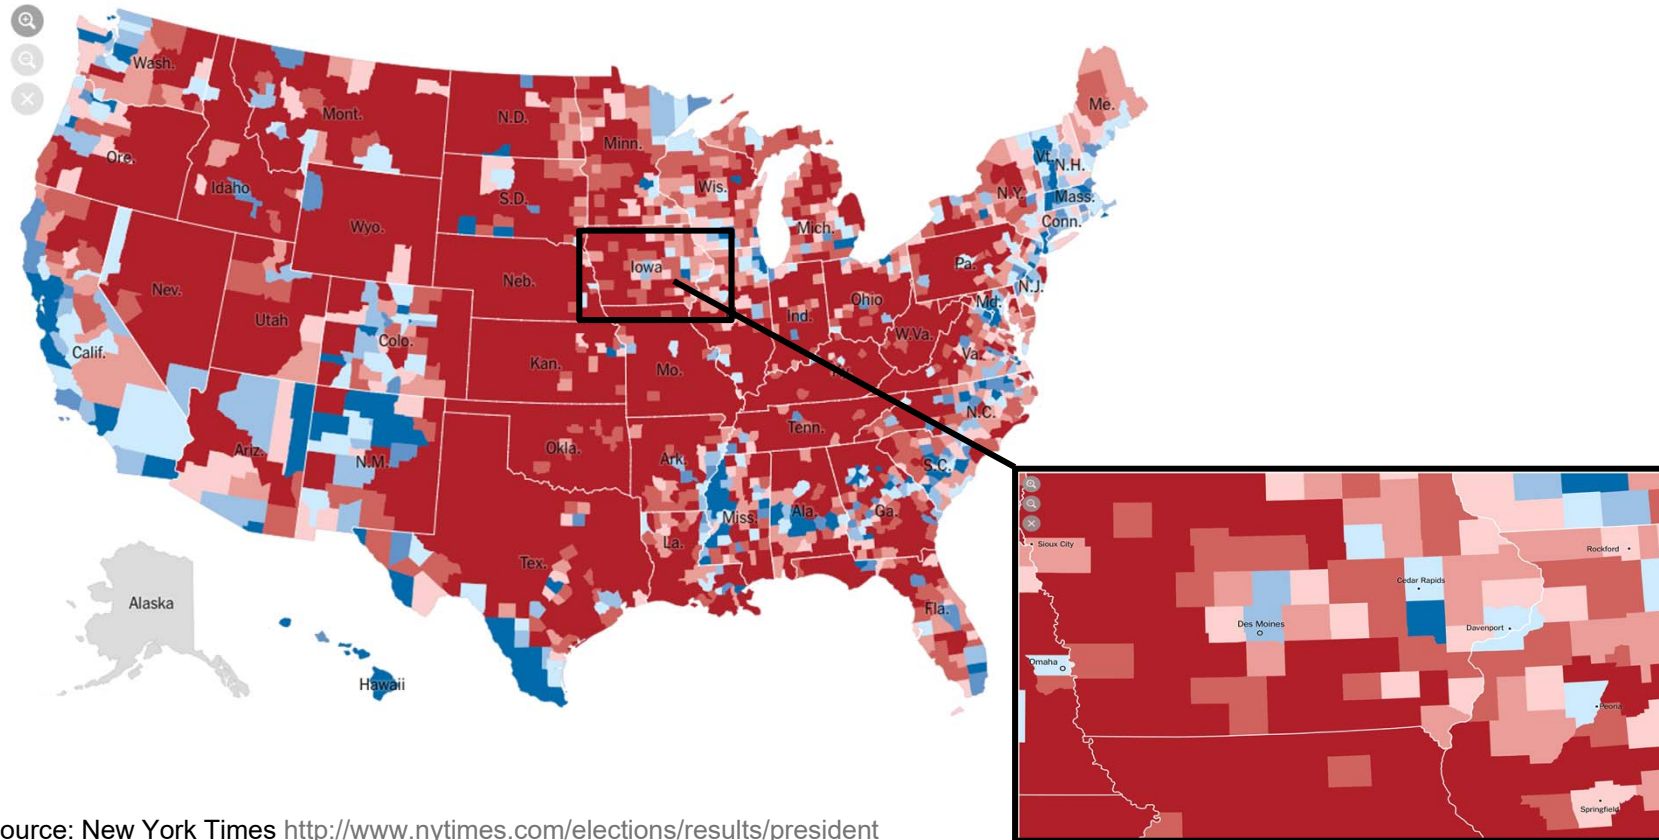 Wash.
Mont.
N.D.
Minn.
Me.
Ore.
Idaho
S.D.
Wis.
Vt.
N.H.
N.Y.
Mass.
Wyo.
Mich.
Conn.
Iowa
Pa.
Neb.
Nev.
Ohio
N.J.
Md.
Utah
Ind.
W.Va.
Calif.
Colo.
Va.
Kan.
Mo.
N.C.
Tenn.
Okla.
Ariz.
N.M.
Ark.
S.C.
Miss.
Ala.
Ga.
La.
Tex.
Alaska
Fla.
Hawaii
Sioux City
Rockford
Cedar Rapids
Des Moines
Davenport
Omaha
Peoria
Springfield
ource: New York Times http://www.nytimes.com/elections/results/president